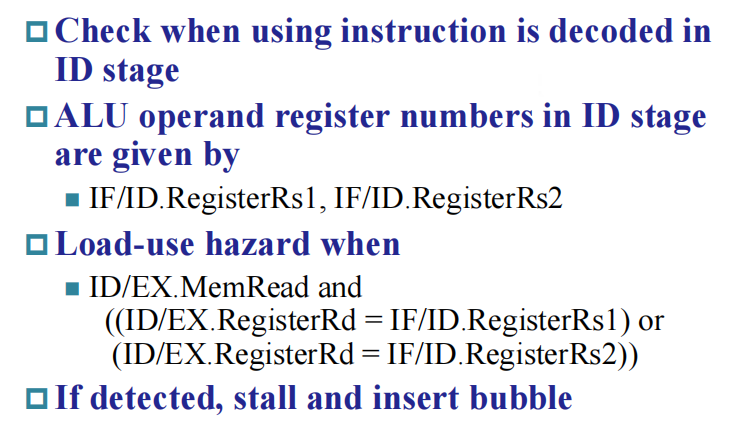 Check when using instruction is decoded in
ID stage
ALU operand register numbers in ID stage
are given by
IF/ID.RegisterRs1, IF/ID.RegisterRs2
Load-use hazard when
ID/EX.MemRead and
((ID/EX.RegisterRd = IF/ID.RegisterRs1) or
(ID/EX.RegisterRd = IF/ID.RegisterRs2))
If detected, stall and insert bubble